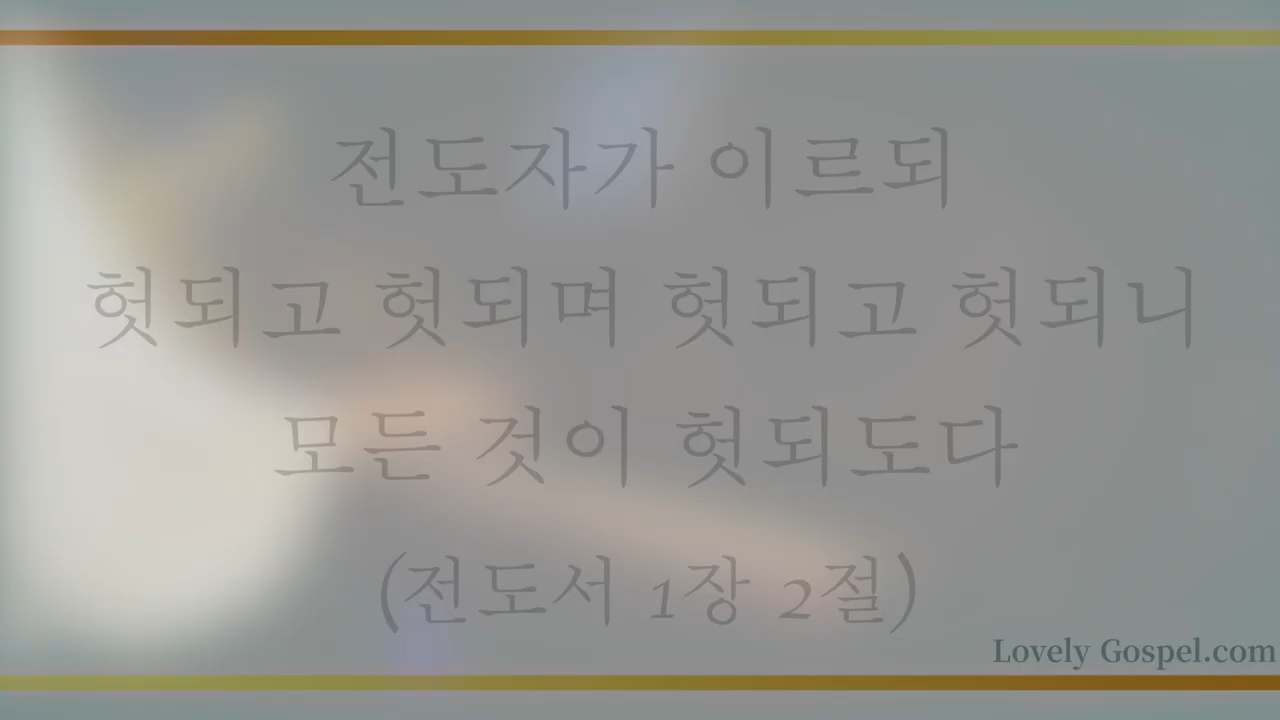 전도자가 이르되
헛되고 헛되며 헛되고 헛되니
모든 것이 헛되도다
(전도서 1장 2절)
Lovely Gospel.com